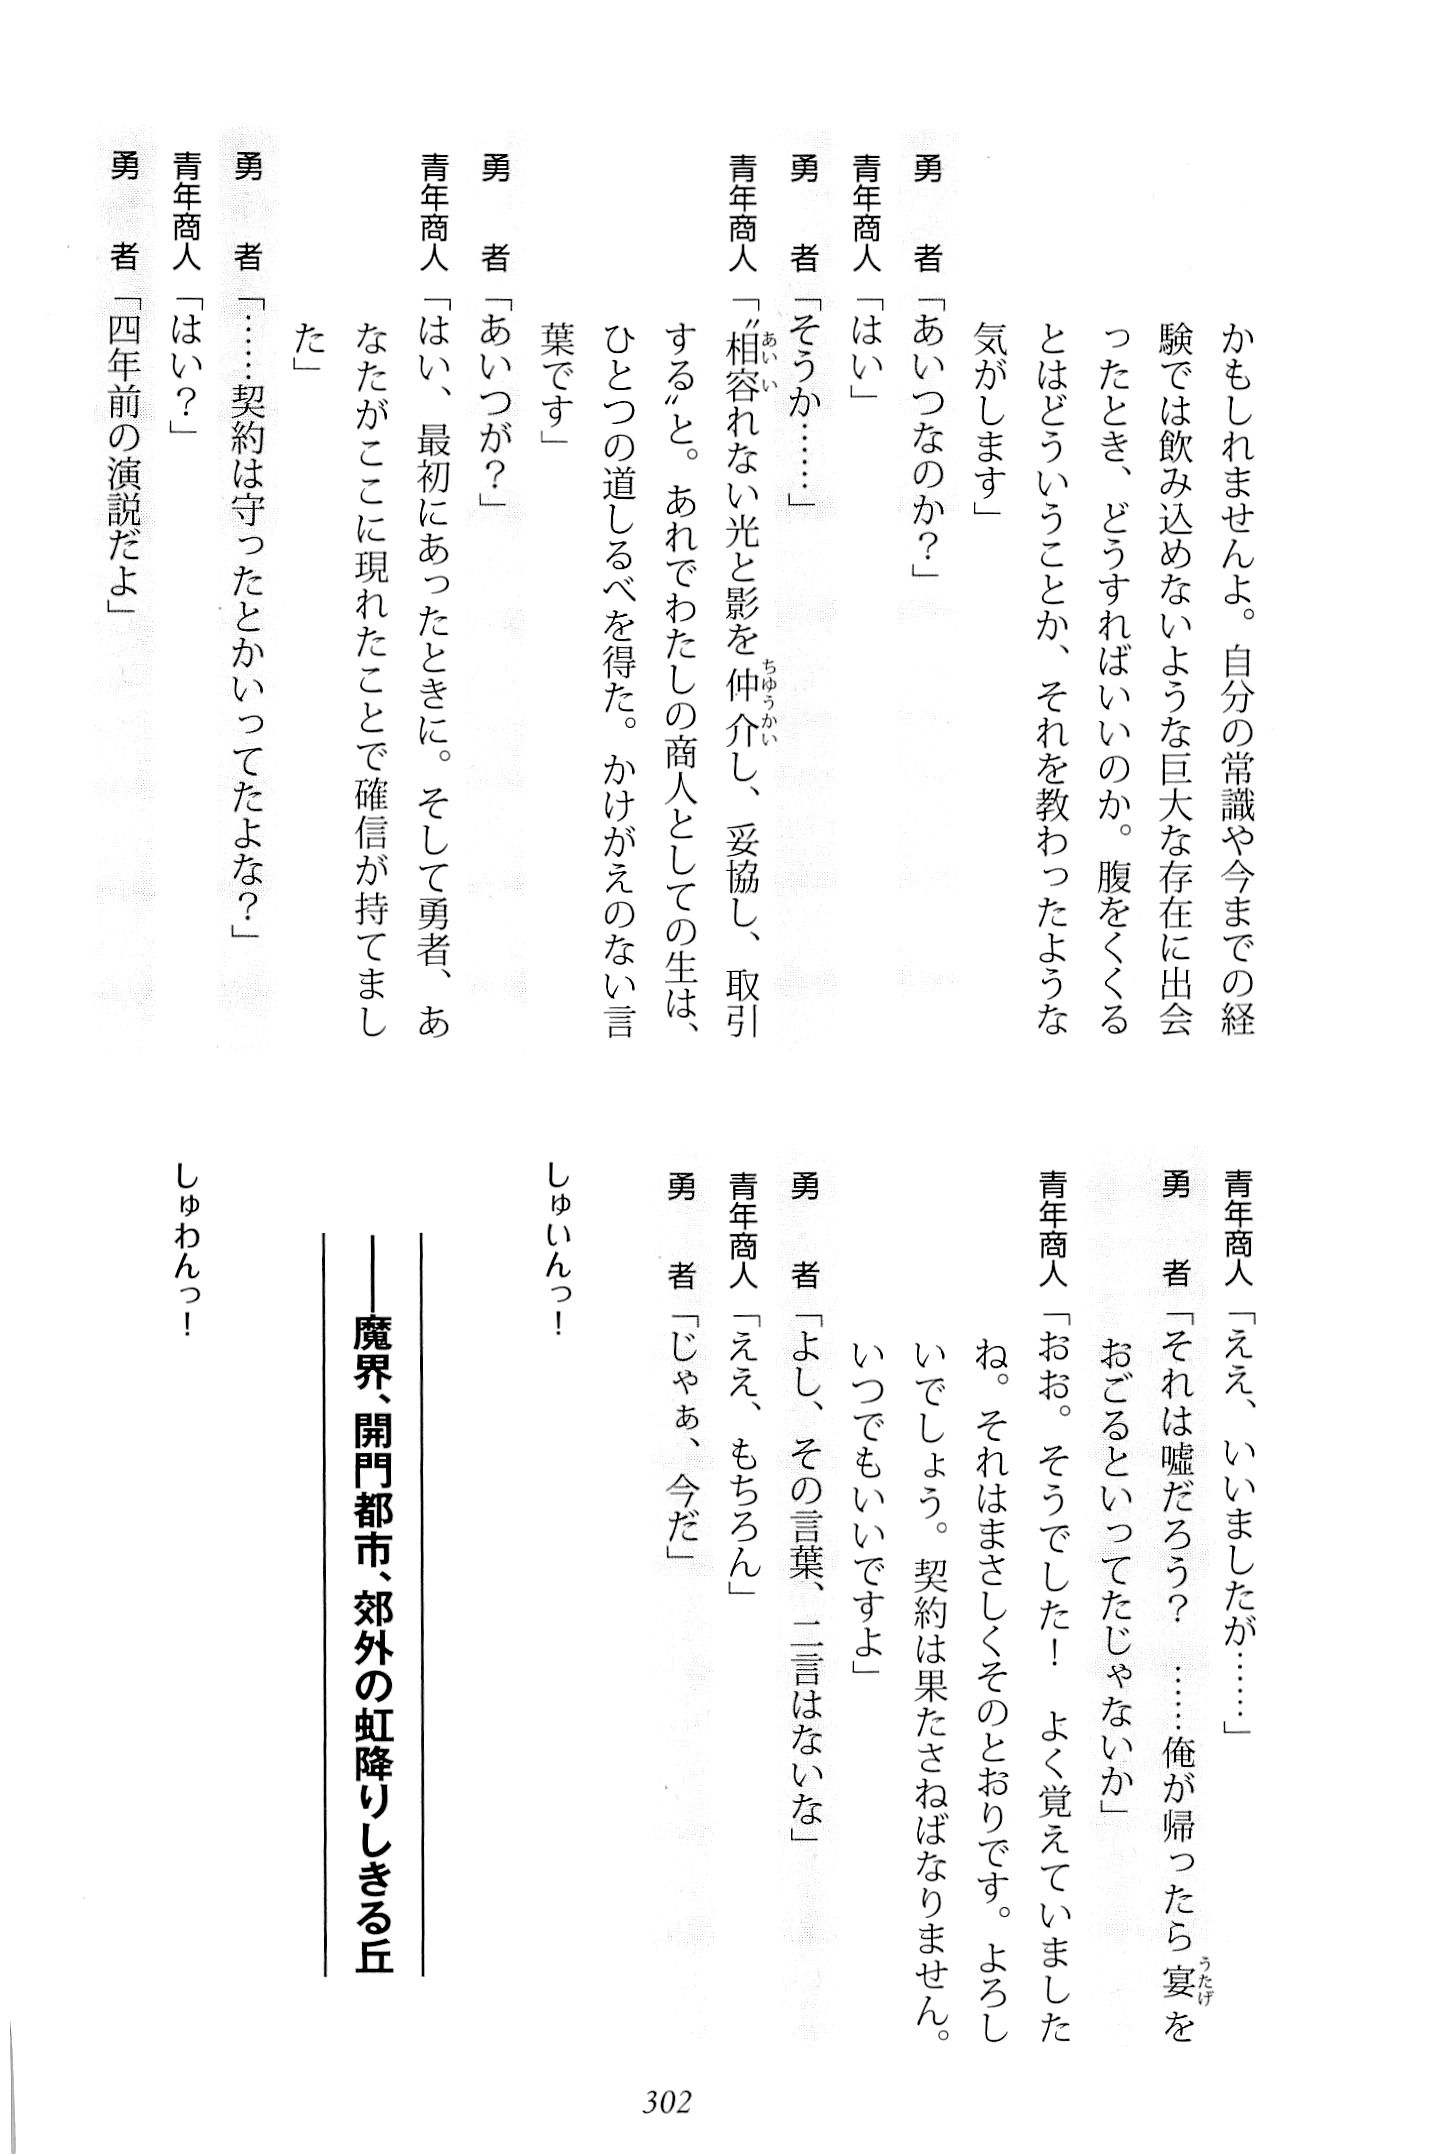 かもしれませんよ。自分の常識や今までの経
験では飲み込めないような巨大な存在に出会
ったとき、どうすればいいのか。腹をくくる
とはどういうことか、それを教わったような
気がします」
勇　者「あいつなのか？」
青年商人「はい」
勇　者「そうか……」
青年商人「〝相容れない光と影を仲介し、妥協し、取引
する〟と。あれでわたしの商人としての生は、
ひとつの道しるべを得た。かけがえのない言
葉です」
勇　者「あいつが？」
青年商人「はい、最初にあったときに。そして勇者、あ
なたがここに現れたことで確信が持てまし
た」
勇　者「……契約は守ったとかいってたよな？」
青年商人「はい？」
勇　者「四年前の演説だよ」
青年商人「ええ、いいましたが……」
勇　者「それは嘘だろう？　……俺が帰ったら宴を
おごるといってたじゃないか」
青年商人「おお。そうでした！　よく覚えていました
ね。それはまさしくそのとおりです。よろし
いでしょう。契約は果たさねばなりません。
いつでもいいですよ」
勇　者「よし、その言葉、二言はないな」
青年商人「ええ、もちろん」
勇　者「じゃぁ、今だ」
しゅいんっ！
――魔界、開門都市、郊外の虹降りしきる丘
しゅわんっ！
302